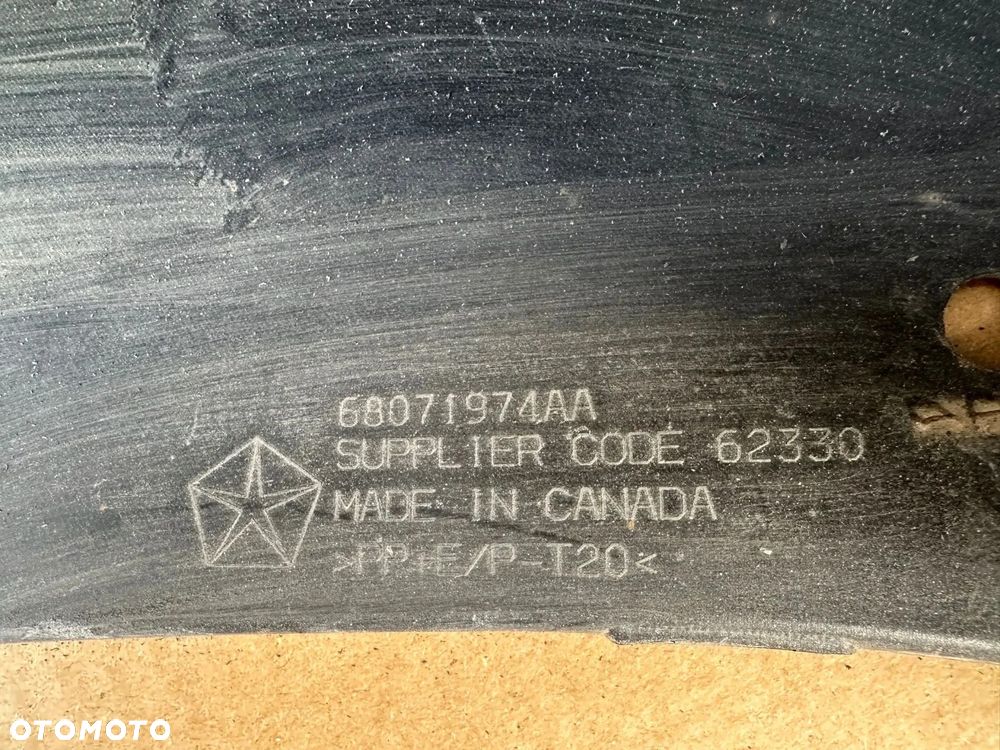 68071974AA
SUPPLIER CODE 62330
MADE IN CANADA
>PP+E/P-T20<
OTOMOTO